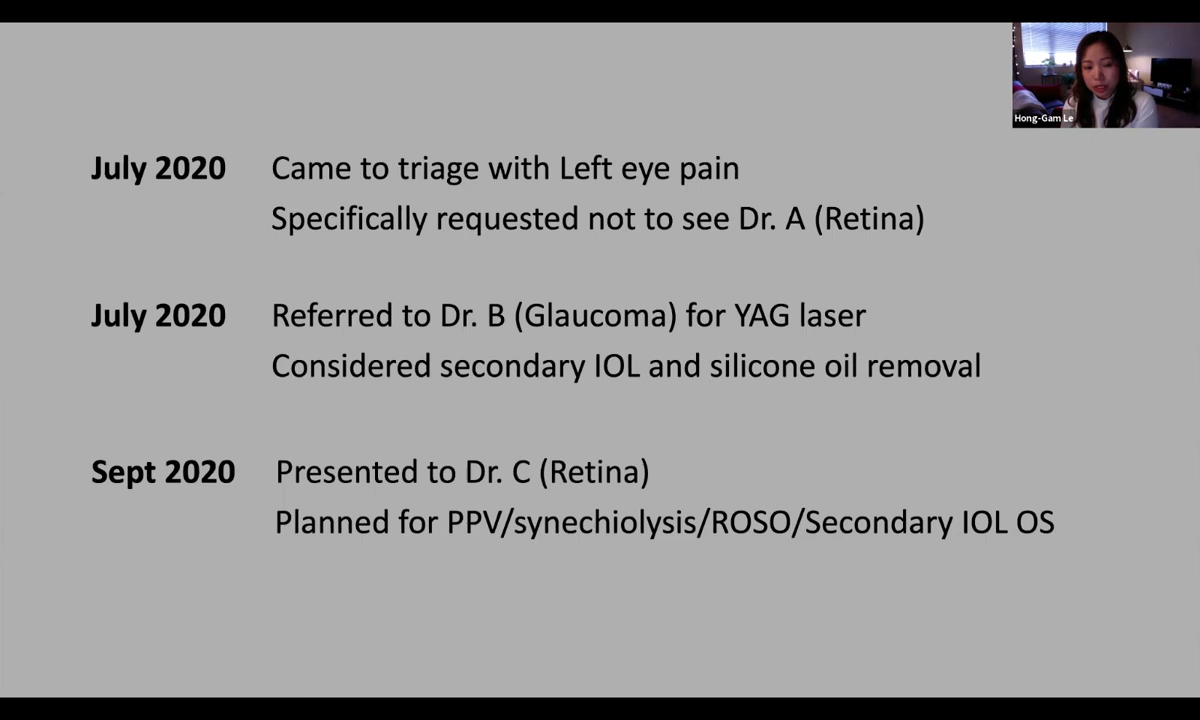 Hong-Gam Le
July 2020 Came to triage with Left eye pain
Specifically requested not to see Dr. A (Retina)
July 2020 Referred to Dr. B (Glaucoma) for YAG laser
Considered secondary IOL and silicone oil removal
Sept 2020 Presented to Dr. C (Retina)
Planned for PPV/synechiolysis/ROSO/Secondary IOL OS